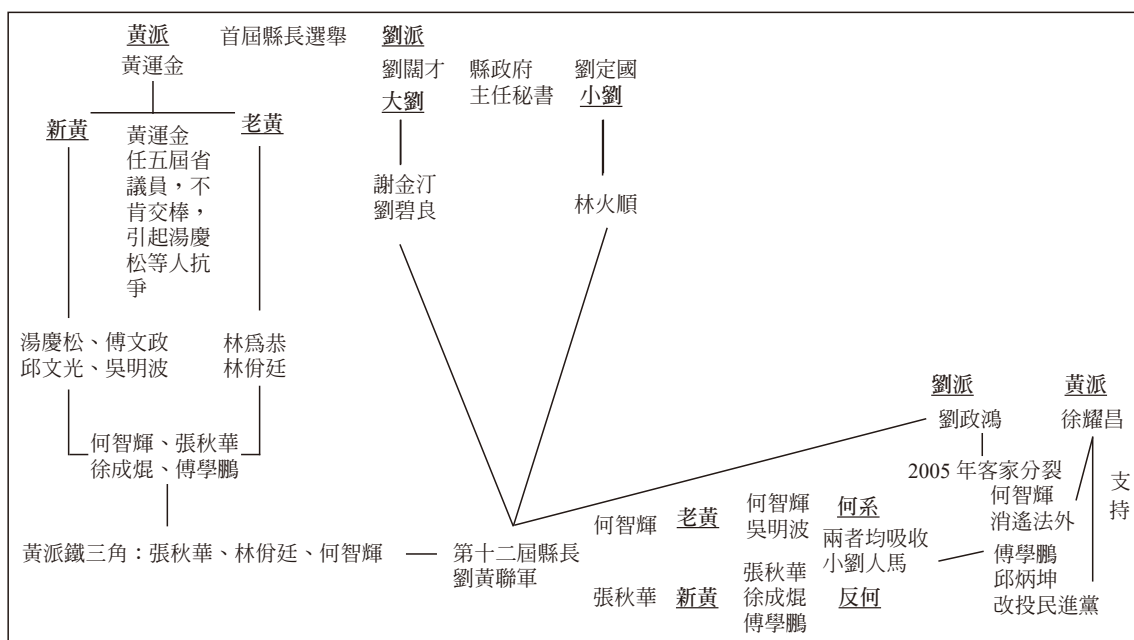 黃派 首屆縣長選舉 劉派
黃運金
劉闊才 縣政府 劉定國
大劉 主任秘書 小劉
新黃
老黃
黃運金
任五屆省
議員，不
肯交棒，
引起湯慶
松等人抗
爭
謝金汀
劉碧良
林火順
湯慶松、傅文政
邱文光、吳明波
林為恭
林佾廷
何智輝、張秋華
徐成焜、傅學鵬
黃派鐵三角：張秋華、林佾廷、何智輝
第十二屆縣長
劉黃聯軍
劉派
劉政鴻
黃派
徐耀昌
2005 年客家分裂
何智輝
消遙法外
支持
何智輝
老黃
何智輝
吳明波
何系
兩者均吸收
小劉人馬
張秋華
新黃
張秋華
徐成焜
傅學鵬
反何
傅學鵬
邱炳坤
改投民進黨